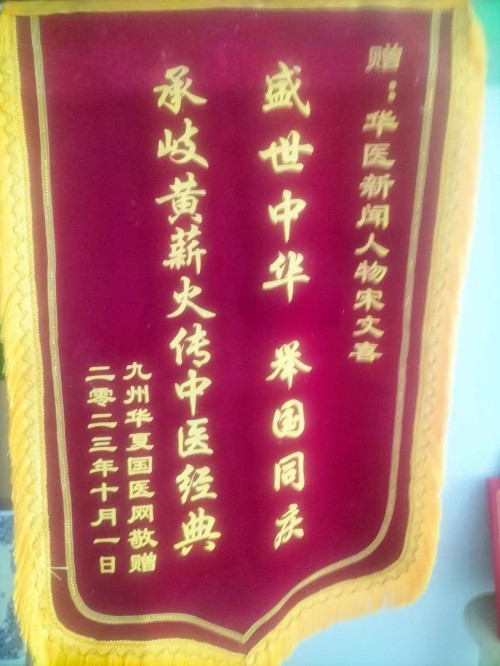 赠：华医新闻人物宋文喜
盛世中华 举国同庆
承岐黄薪火传中医经典
九州华夏国医网敬赠
二零二三年十月一日